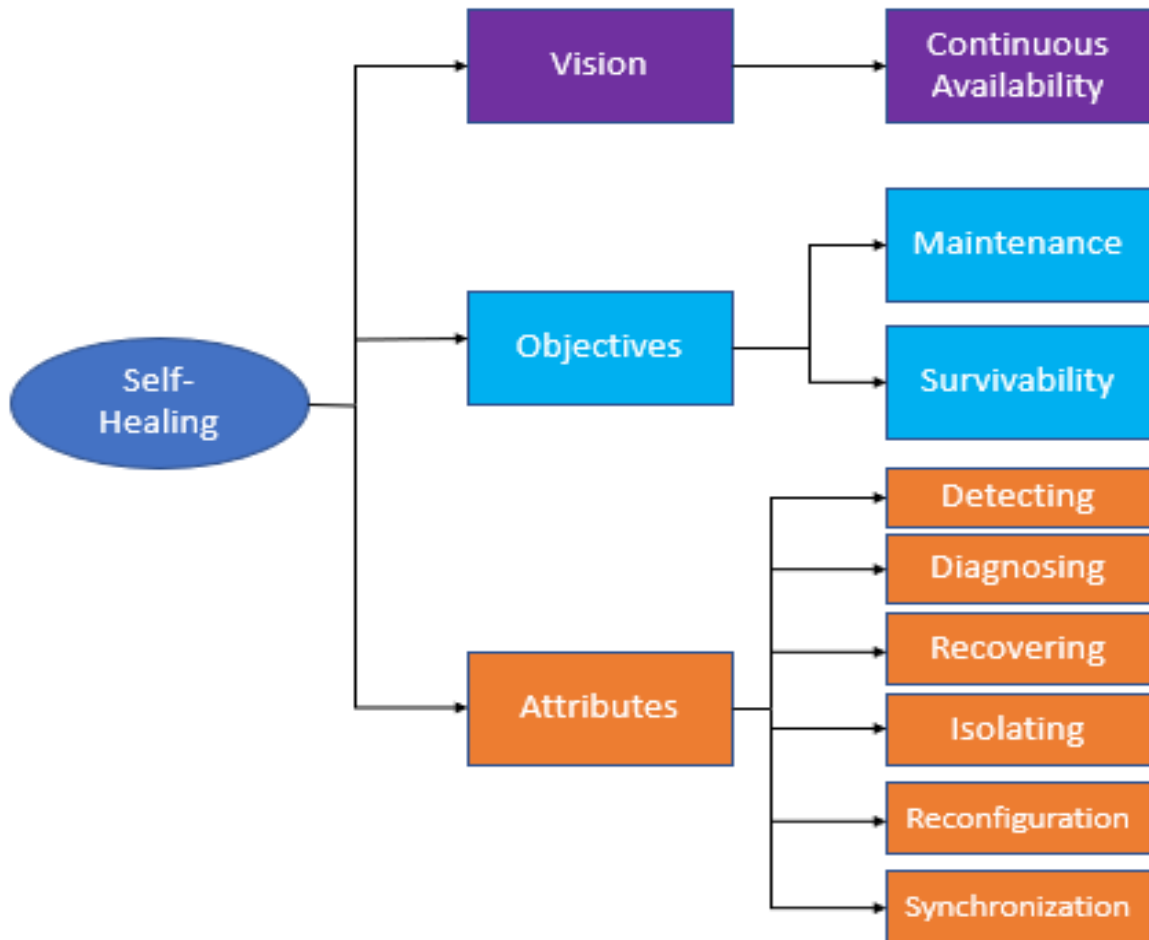 Vision
Continuous
Availability
Maintenance
Objectives
Survivability
Self-
Healing
Detecting
Diagnosing
Recovering
Attributes
Isolating
Reconfiguration
Synchronization